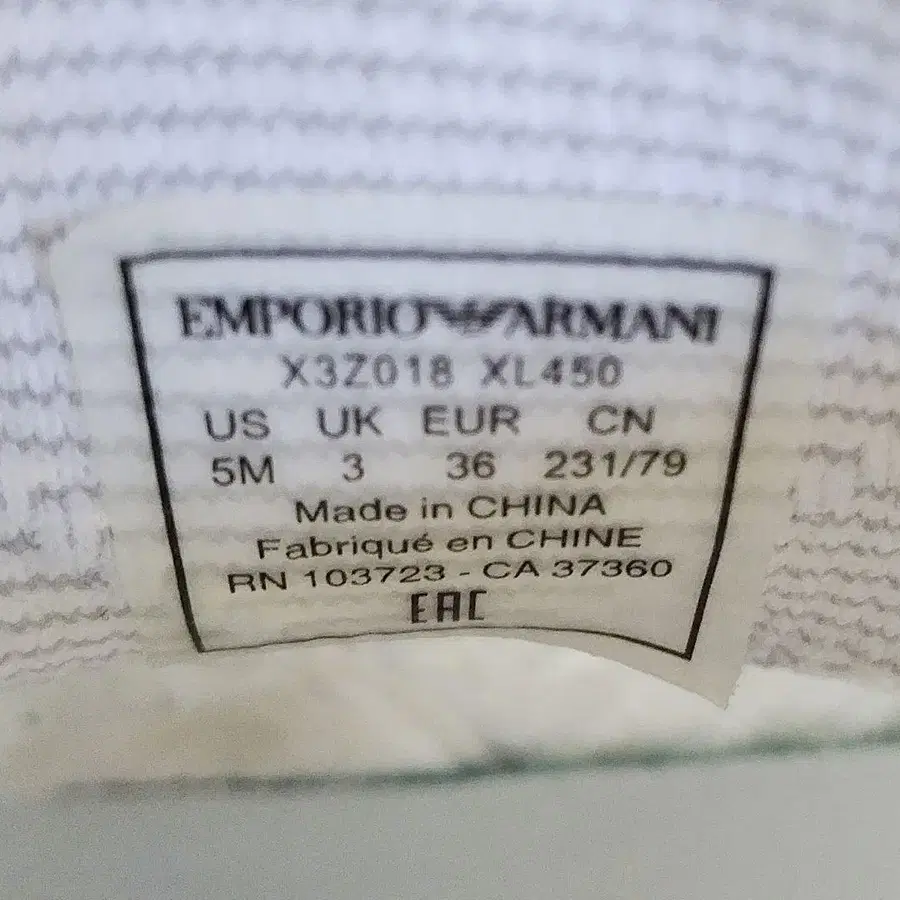 EMPORIO ARMANI
X3Z018 XL450
US UK EUR CN
5M 3 36 231/79
Made in CHINA
Fabriqué en CHINE
RN 103723 - CA 37360
EAC